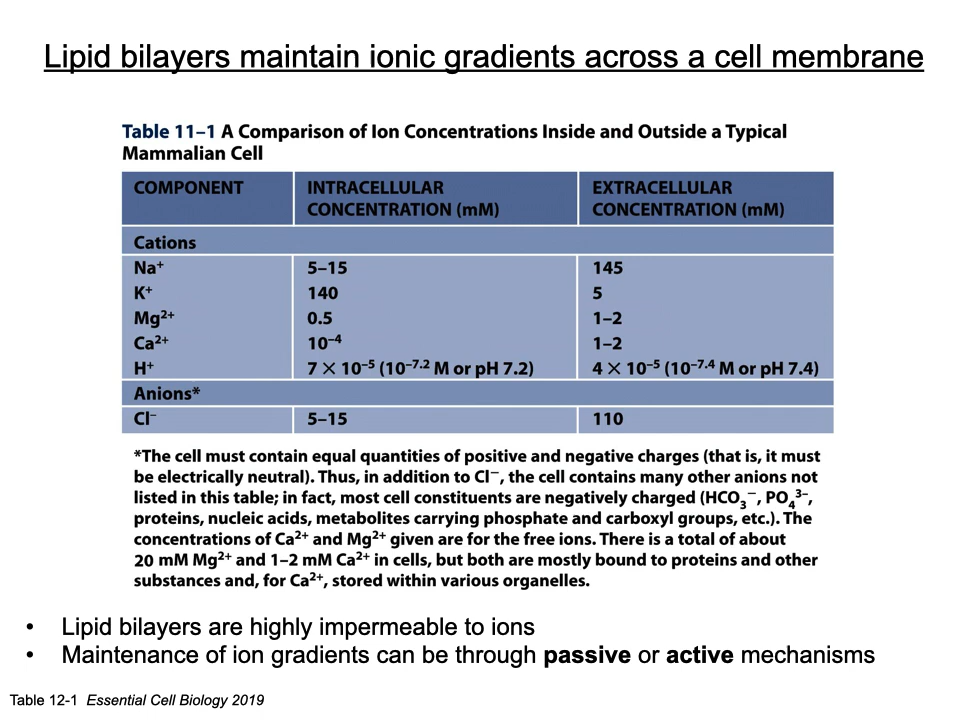 Lipid bilayers maintain ionic gradients across a cell membrane
Table 11–1 A Comparison of Ion Concentrations Inside and Outside a Typical
Mammalian Cell
COMPONENT INTRACELLULAR CONCENTRATION (mM) EXTRACELLULAR CONCENTRATION (mM)
Cations
Na⁺ 5–15 145
K⁺ 140 5
Mg²⁺ 0.5 1–2
Ca²⁺ 10⁻⁴ 1–2
H⁺ 7 × 10⁻⁵ (10⁻⁷·² M or pH 7.2) 4 × 10⁻⁵ (10⁻⁷·⁴ M or pH 7.4)
Anions*
Cl⁻ 5–15 110
*The cell must contain equal quantities of positive and negative charges (that is, it must
be electrically neutral). Thus, in addition to Cl⁻, the cell contains many other anions not
listed in this table; in fact, most cell constituents are negatively charged (HCO₃⁻, PO₄³⁻,
proteins, nucleic acids, metabolites carrying phosphate and carboxyl groups, etc.). The
concentrations of Ca²⁺ and Mg²⁺ given are for the free ions. There is a total of about
20 mM Mg²⁺ and 1–2 mM Ca²⁺ in cells, but both are mostly bound to proteins and other
substances and, for Ca²⁺, stored within various organelles.
• Lipid bilayers are highly impermeable to ions
• Maintenance of ion gradients can be through passive or active mechanisms
Table 12-1 Essential Cell Biology 2019